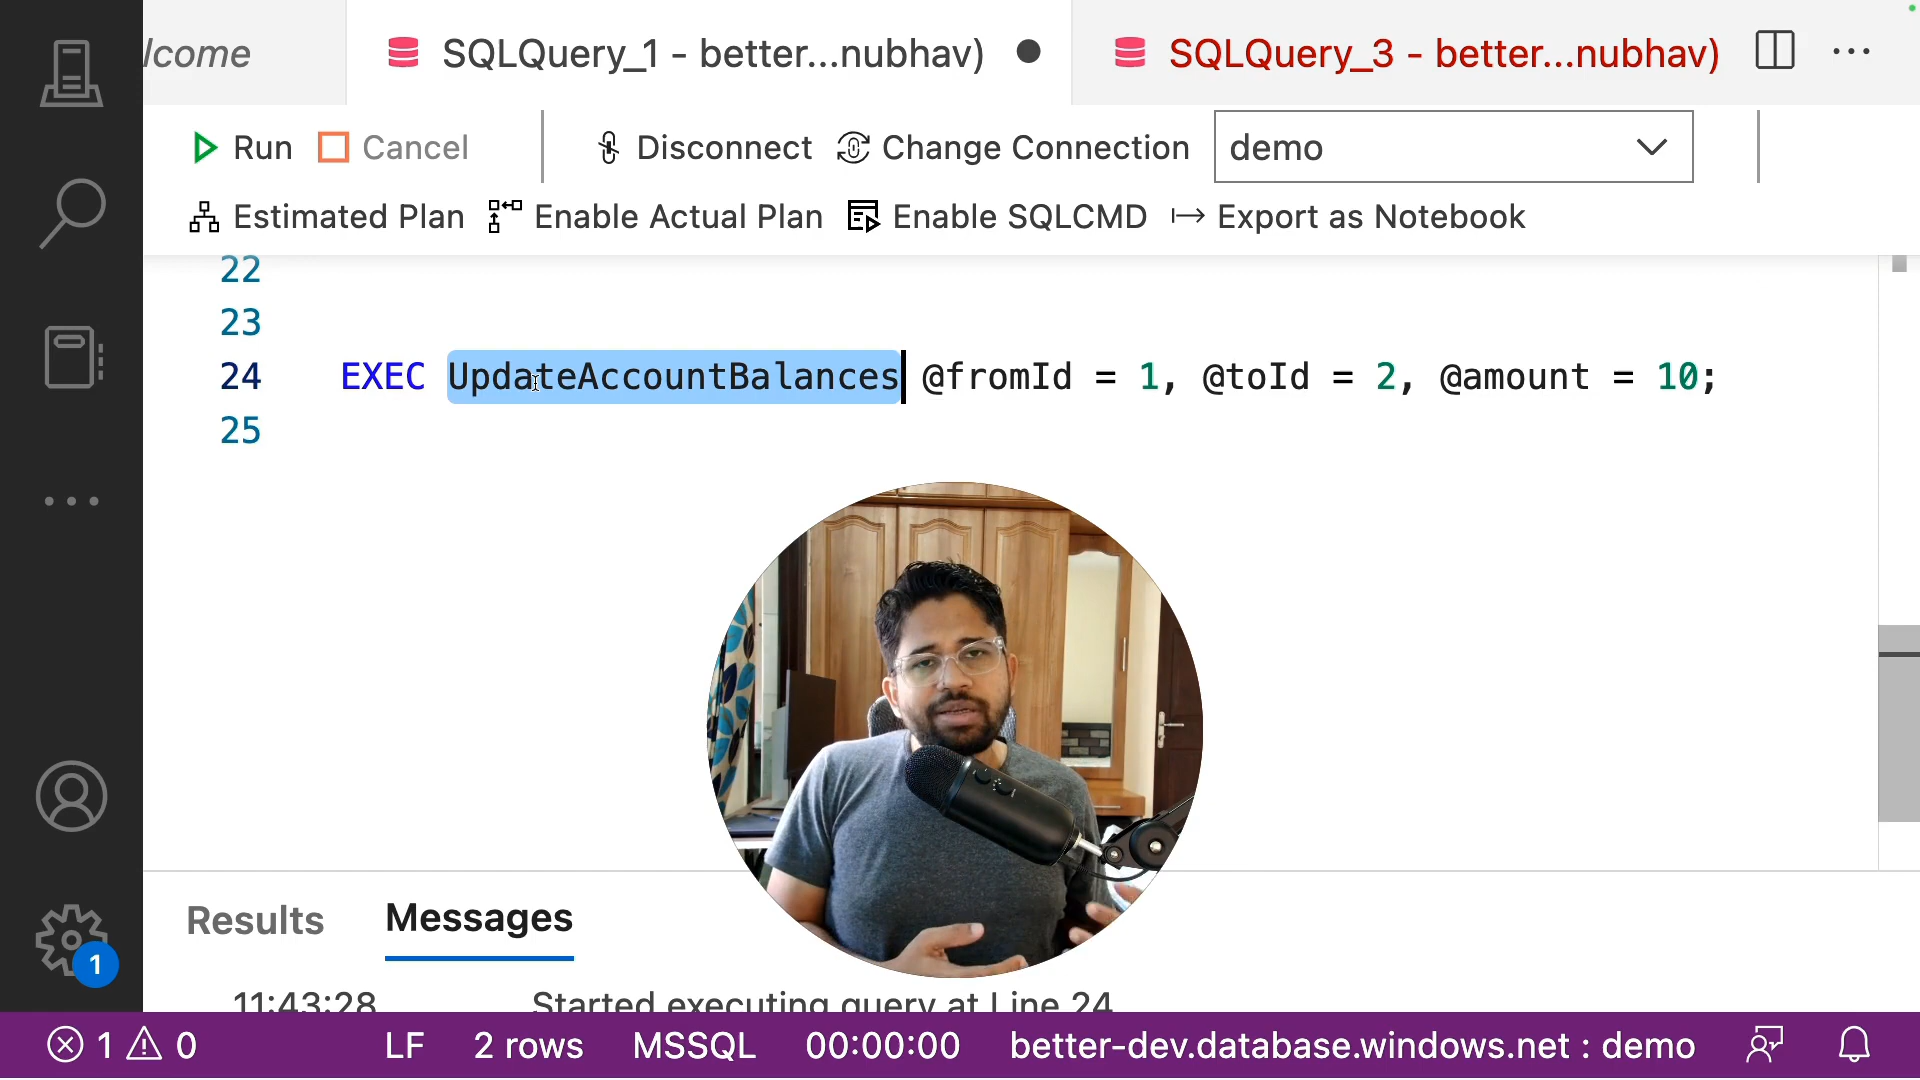 lcome
SQLQuery_1 - better...nubhav)
SQLQuery_3 - better...nubhav)
Run
Cancel
Disconnect
Change Connection
demo
Estimated Plan
Enable Actual Plan
Enable SQLCMD
Export as Notebook
22
23
24 EXEC UpdateAccountBalances @fromId = 1, @toId = 2, @amount = 10;
25
Results
Messages
11:43:28 Started executing query at Line 24
1
1 0 LF 2 rows MSSQL 00:00:00 better-dev.database.windows.net : demo